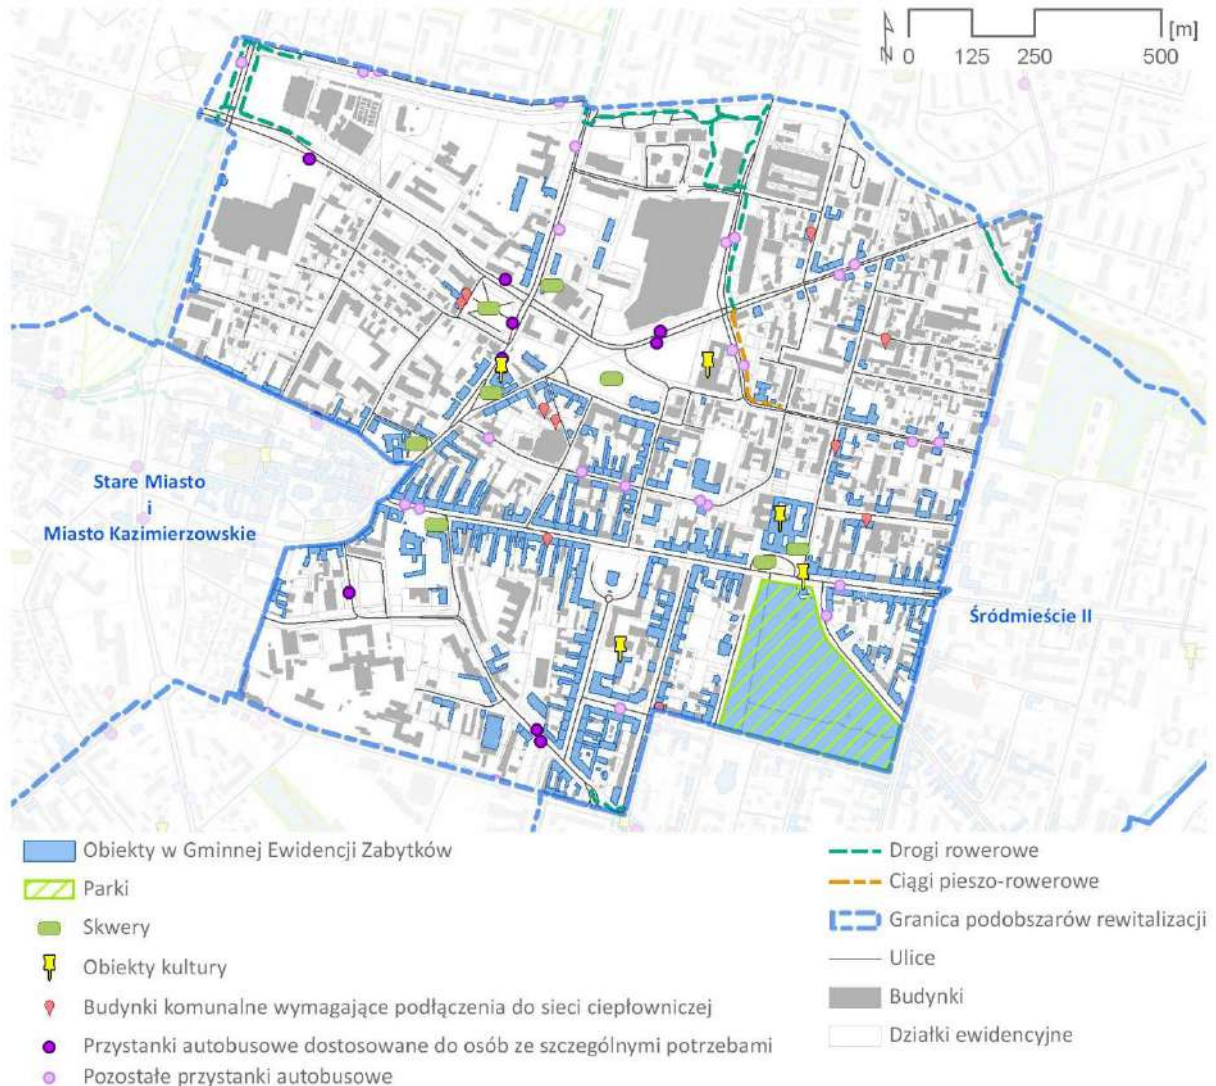 [m]
N 0 125 250 500
Stare Miasto
i
Miasto Kazimierzowskie
Śródmieście II
Obiekty w Gminnej Ewidencji Zabytków
Parki
Skwery
Obiekty kultury
Budynki komunalne wymagające podłączenia do sieci ciepłowniczej
Przystanki autobusowe dostosowane do osób ze szczególnymi potrzebami
Pozostałe przystanki autobusowe
Drogi rowerowe
Ciągi pieszo-rowerowe
Granica podobszarów rewitalizacji
Ulice
Budynki
Działki ewidencyjne